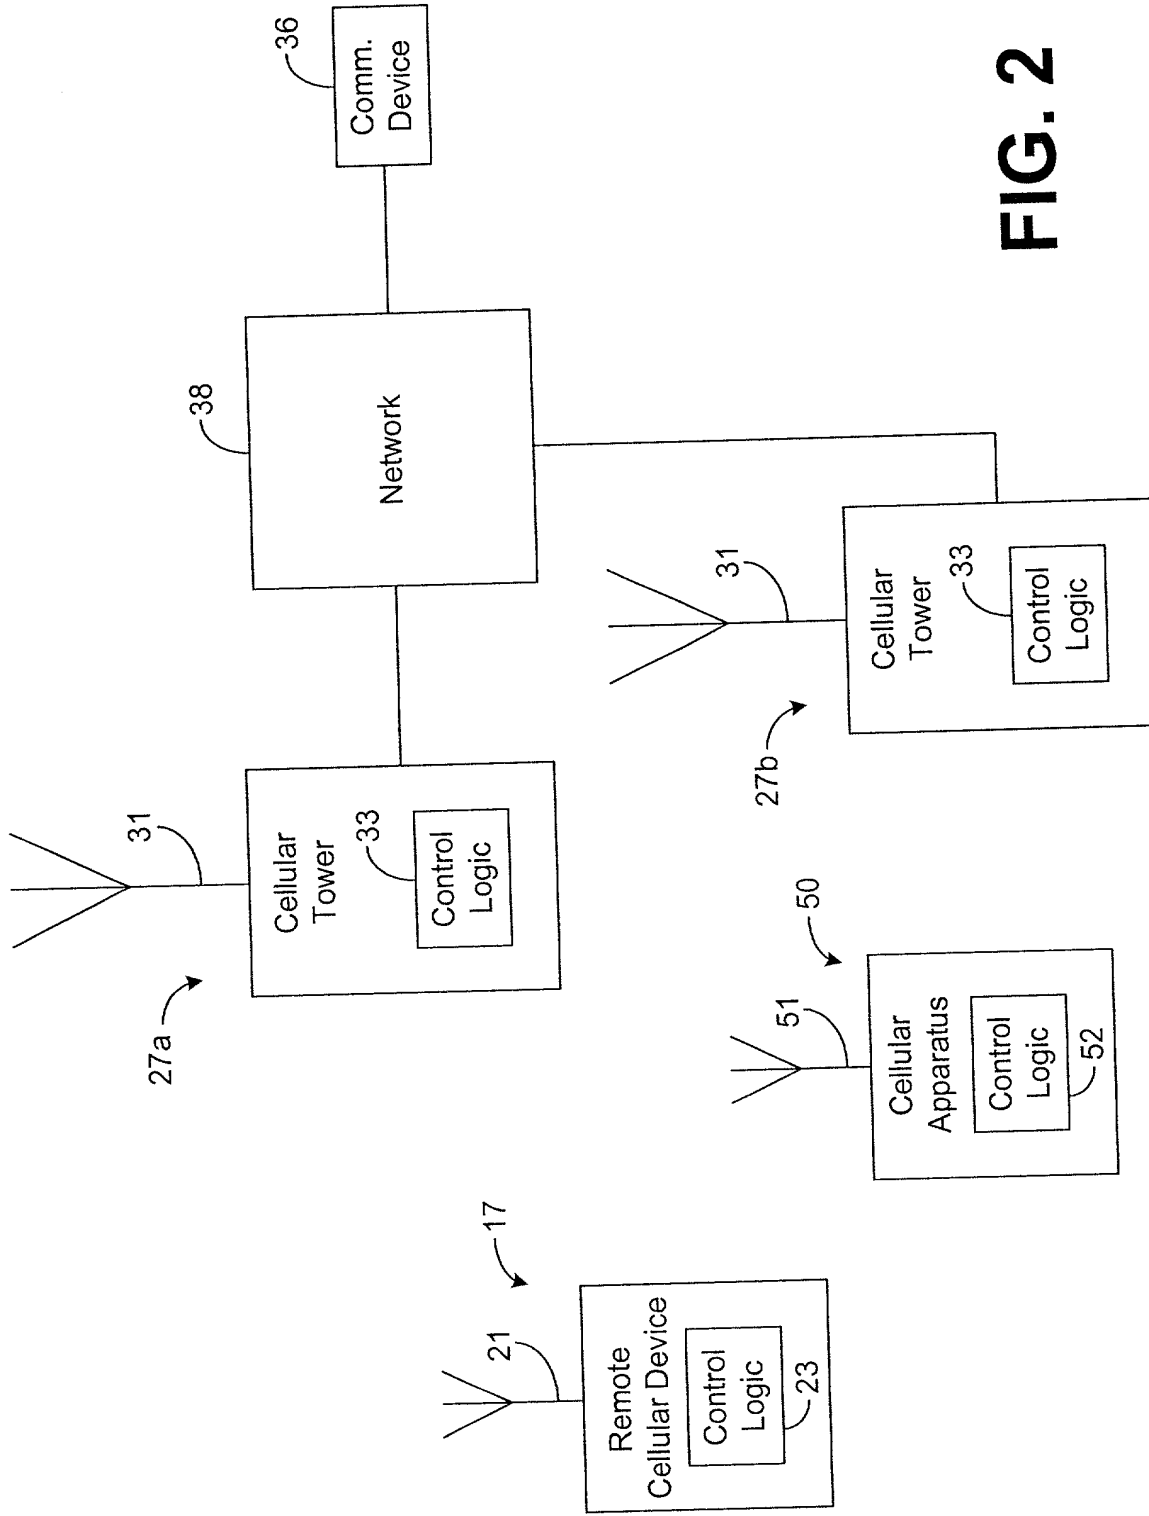 36
Comm.
Device
38
Network
31
Cellular
Tower
33
Control
Logic
27a
31
Cellular
Tower
33
Control
Logic
27b
50
51
Cellular
Apparatus
Control
Logic
52
17
21
Remote
Cellular Device
Control
Logic
23
FIG. 2